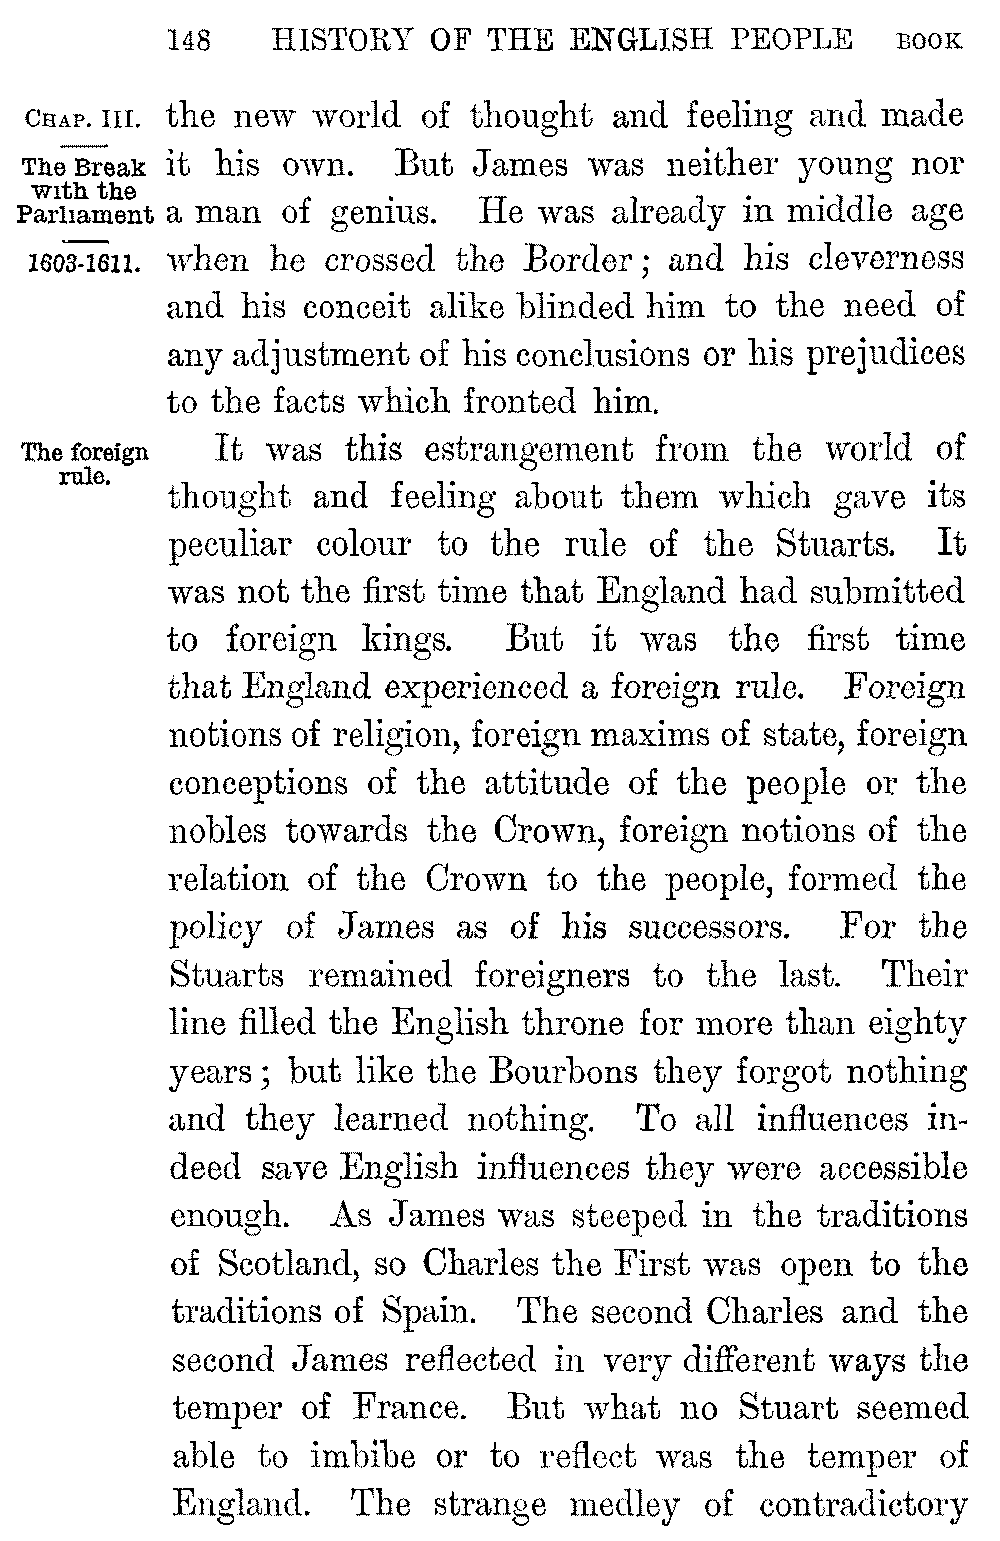 148 HISTORY OF THE ENGLISH PEOPLE BOOK
CHAP. III.
The Break
with the
Parliament
1603-1611.
the new world of thought and feeling and made
it his own. But James was neither young nor
a man of genius. He was already in middle age
when he crossed the Border; and his cleverness
and his conceit alike blinded him to the need of
any adjustment of his conclusions or his prejudices
to the facts which fronted him.
The foreign
rule.
It was this estrangement from the world of
thought and feeling about them which gave its
peculiar colour to the rule of the Stuarts. It
was not the first time that England had submitted
to foreign kings. But it was the first time
that England experienced a foreign rule. Foreign
notions of religion, foreign maxims of state, foreign
conceptions of the attitude of the people or the
nobles towards the Crown, foreign notions of the
relation of the Crown to the people, formed the
policy of James as of his successors. For the
Stuarts remained foreigners to the last. Their
line filled the English throne for more than eighty
years; but like the Bourbons they forgot nothing
and they learned nothing. To all influences in-
deed save English influences they were accessible
enough. As James was steeped in the traditions
of Scotland, so Charles the First was open to the
traditions of Spain. The second Charles and the
second James reflected in very different ways the
temper of France. But what no Stuart seemed
able to imbibe or to reflect was the temper of
England. The strange medley of contradictory